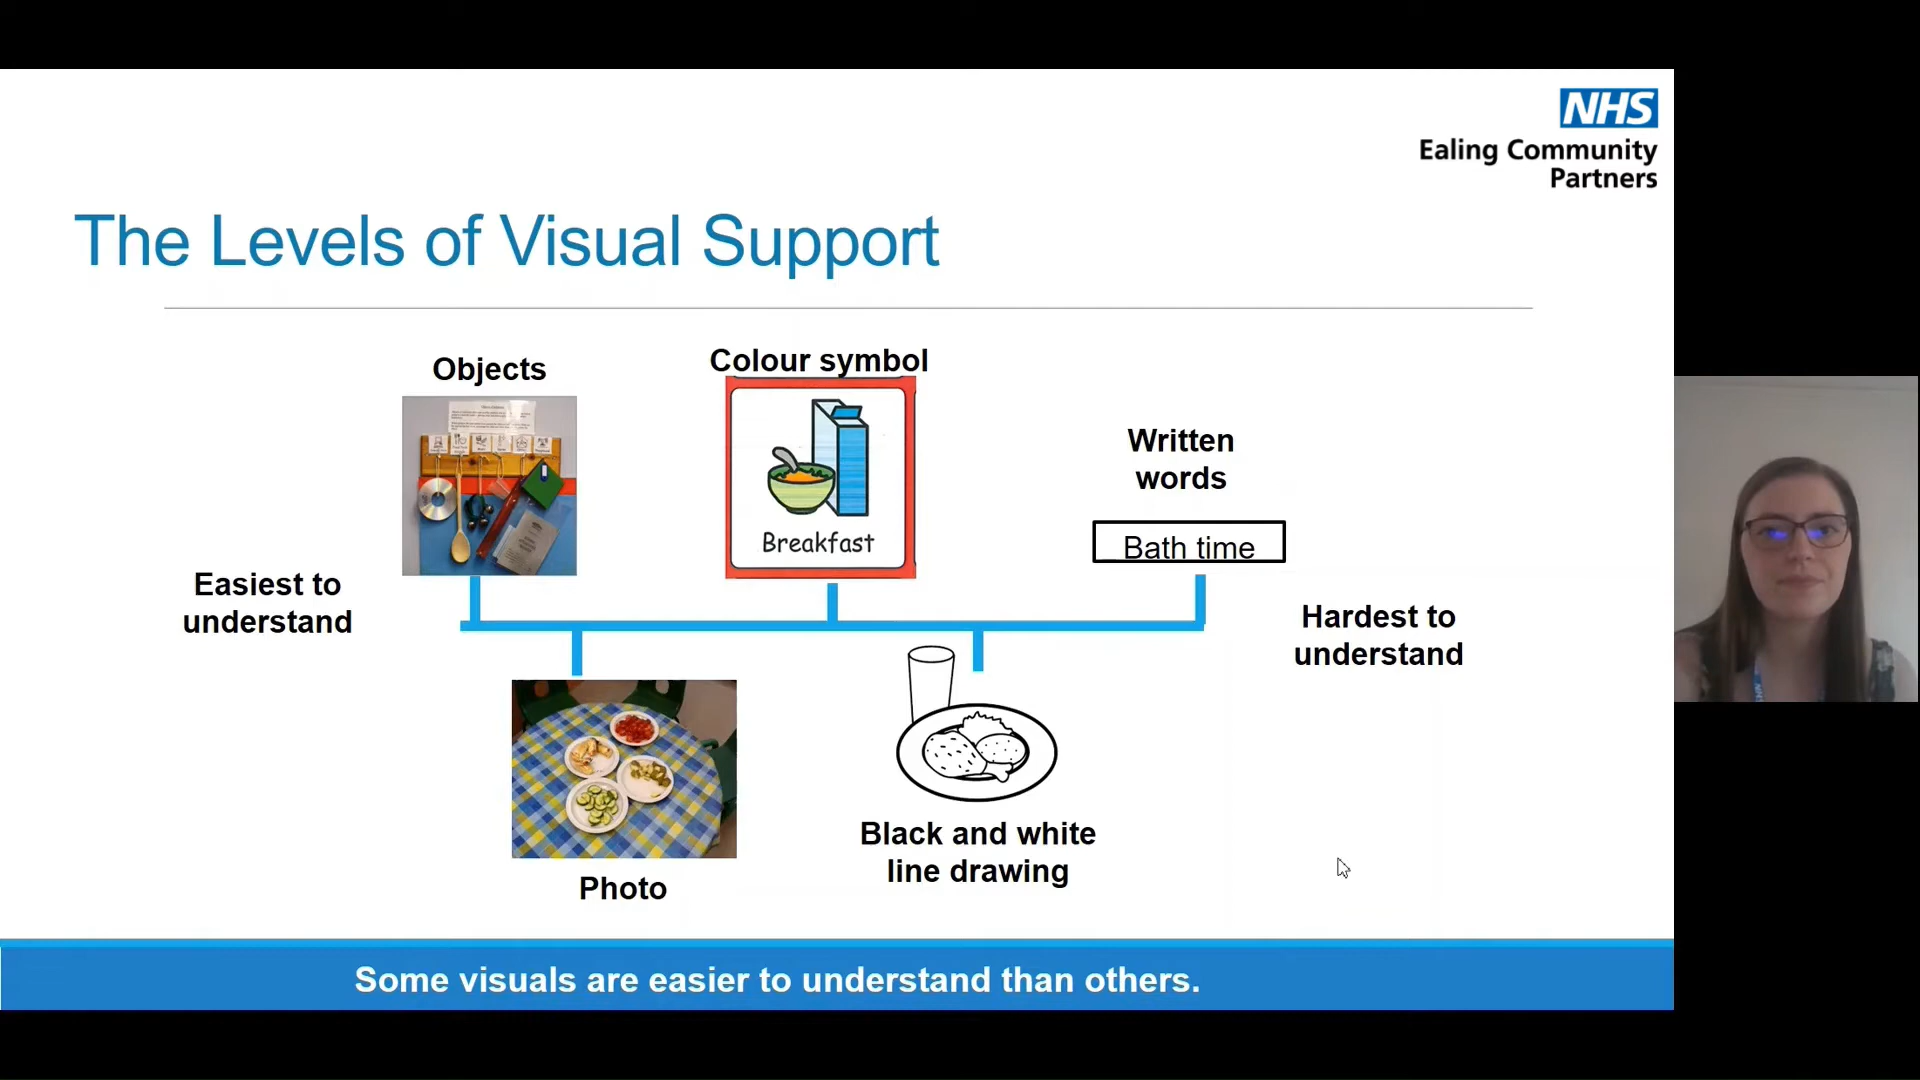 NHS
Ealing Community
Partners
The Levels of Visual Support
Objects
Colour symbol
Breakfast
Written
words
Bath time
Easiest to
understand
Hardest to
understand
Photo
Black and white
line drawing
Some visuals are easier to understand than others.